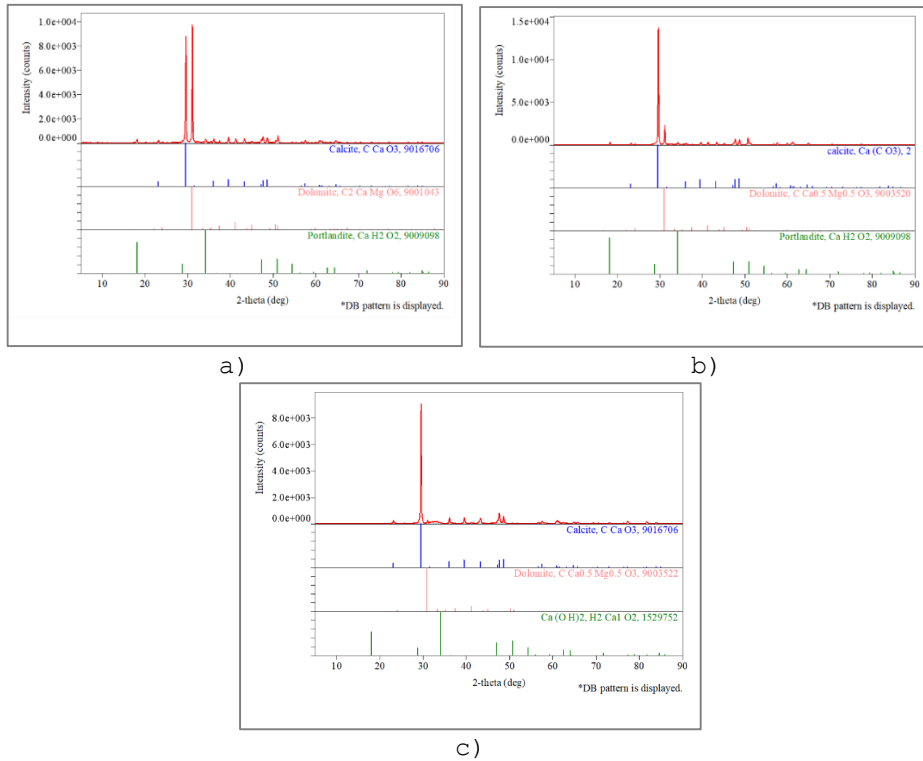 Intensity (counts)
1.0e+004
8.0e+003
6.0e+003
4.0e+003
2.0e+003
0.0e+000
Calcite, C Ca O3, 9016706
Dolomite, C2 Ca Mg O6, 9001043
Portlandite, Ca H2 O2, 9009098
10 20 30 40 50 60 70 80 90
2-theta (deg)
*DB pattern is displayed.
a)
Intensity (counts)
1.5e+004
1.0e+004
5.0e+003
0.0e+000
calcite, Ca (C O3), 2
Dolomite, C Ca0.5 Mg0.5 O3, 9003520
Portlandite, Ca H2 O2, 9009098
10 20 30 40 50 60 70 80 90
2-theta (deg)
*DB pattern is displayed.
b)
Intensity (counts)
8.0e+003
6.0e+003
4.0e+003
2.0e+003
0.0e+000
Calcite, C Ca O3, 9016706
Dolomite, C Ca0.5 Mg0.5 O3, 9003522
Ca (O H)2, H2 Ca1 O2, 1529752
10 20 30 40 50 60 70 80 90
2-theta (deg)
*DB pattern is displayed.
c)